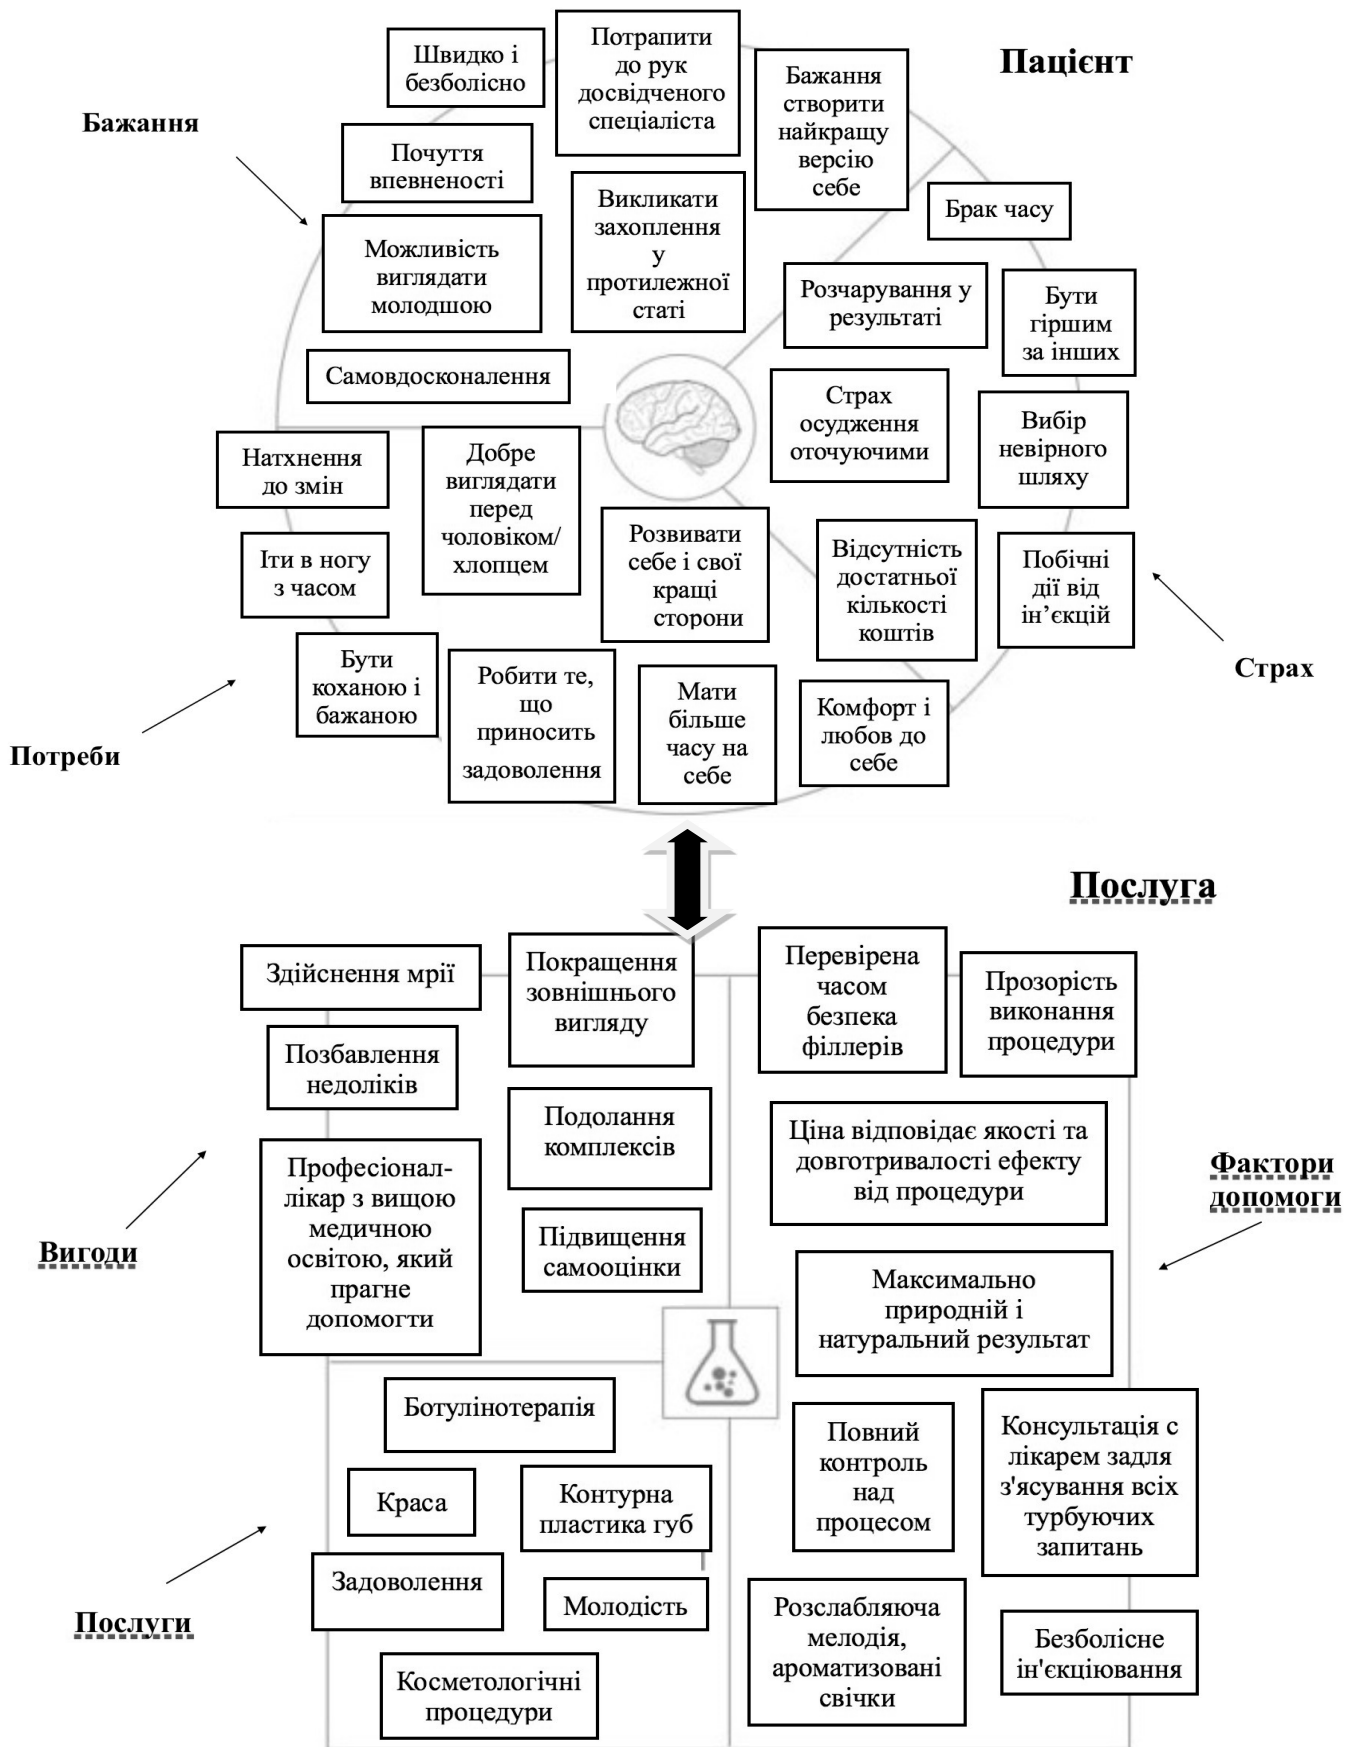 Пацієнт
Бажання
Швидко і
безболісно
Потрапити
до рук
досвідченого
спеціаліста
Бажання
створити
найкращу
версію
себе
Почуття
впевненості
Викликати
захоплення
у
протилежної
статі
Можливість
виглядати
молодшою
Самовдосконалення
Брак часу
Розчарування у
результаті
Бути
гіршим
за інших
Страх
осудження
оточуючими
Вибір
невірного
шляху
Відсутність
достатньої
кількості
коштів
Побічні
дії від
ін’єкцій
Страх
Натхнення
до змін
Добре
виглядати
перед
чоловіком/
хлопцем
Розвивати
себе і свої
кращі
сторони
Іти в ногу
з часом
Бути
коханою і
бажаною
Робити те,
що
приносить
задоволення
Мати
більше
часу на
себе
Комфорт і
любов до
себе
Потреби
Послуга
Здійснення мрії
Покращення
зовнішнього
вигляду
Позбавлення
недоліків
Подолання
комплексів
Професіонал-
лікар з вищою
медичною
освітою, який
прагне
допомогти
Підвищення
самооцінки
Вигоди
Перевірена
часом
безпека
філлерів
Прозорість
виконання
процедури
Ціна відповідає якості та
довготривалості ефекту
від процедури
Фактори
допомоги
Максимально
природній і
натуральний результат
Повний
контроль
над
процесом
Консультація с
лікарем задля
з'ясування всіх
турбуючих
запитань
Розслабляюча
мелодія,
ароматизовані
свічки
Безболісне
ін'єкціювання
Ботулінотерапія
Краса
Контурна
пластика губ
Задоволення
Молодість
Косметологічні
процедури
Послуги